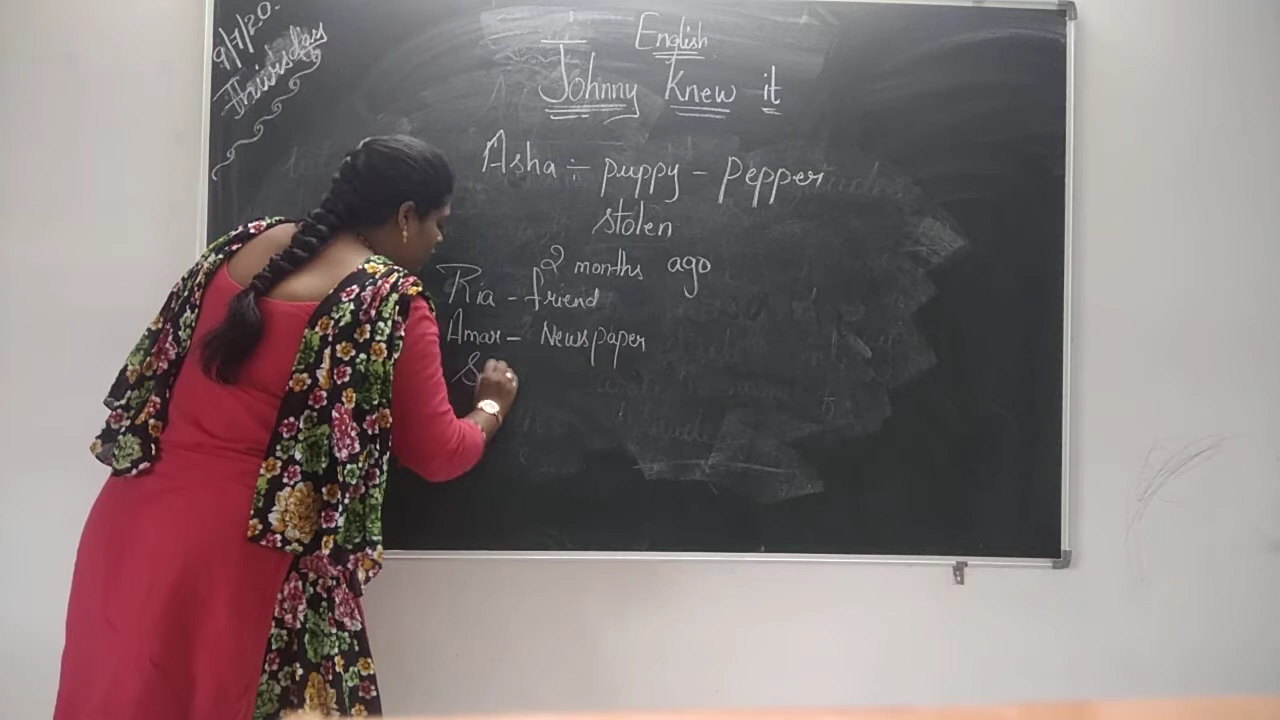 9/7/20
Thursday
English
Johnny Knew it
Asha ÷ puppy - Pepper
stolen
2 months ago
Ria - friend
Amar - Newspaper
S